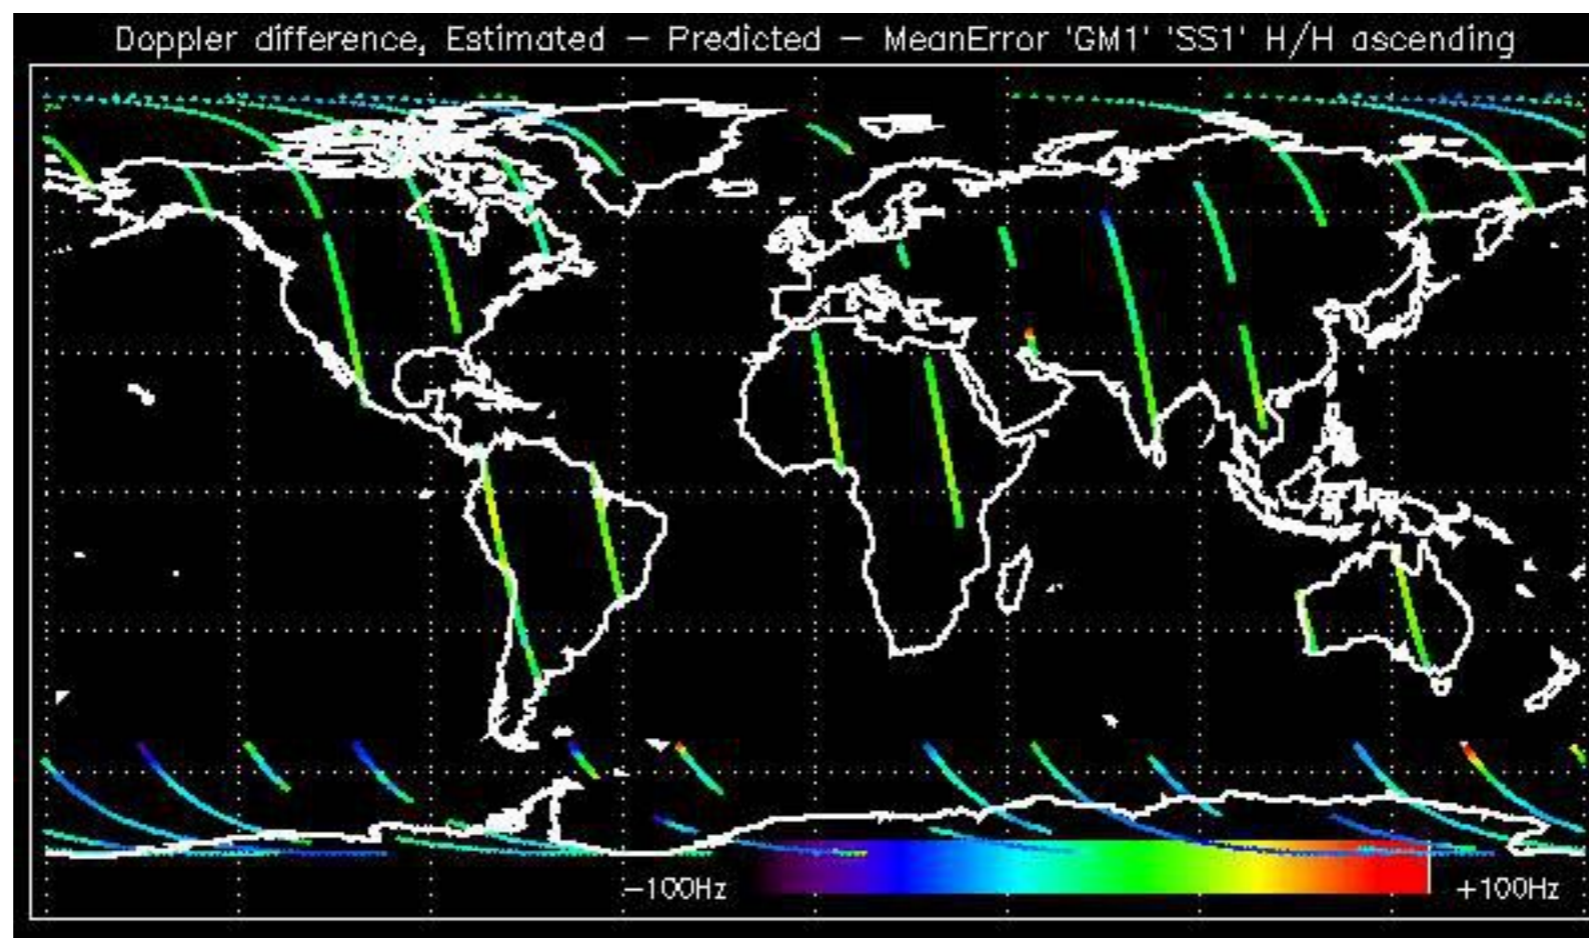 Doppler difference, Estimated – Predicted – MeanError 'GM1' 'SS1' H/H ascending
–100Hz
+100Hz